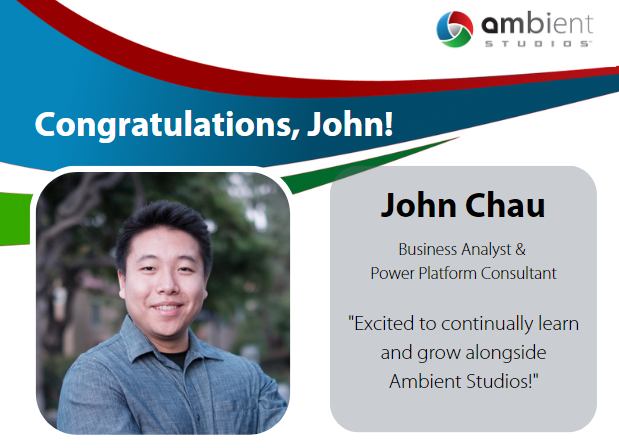 ambient
STUDIOS™
Congratulations, John!
John Chau
Business Analyst &
Power Platform Consultant
"Excited to continually learn
and grow alongside
Ambient Studios!"